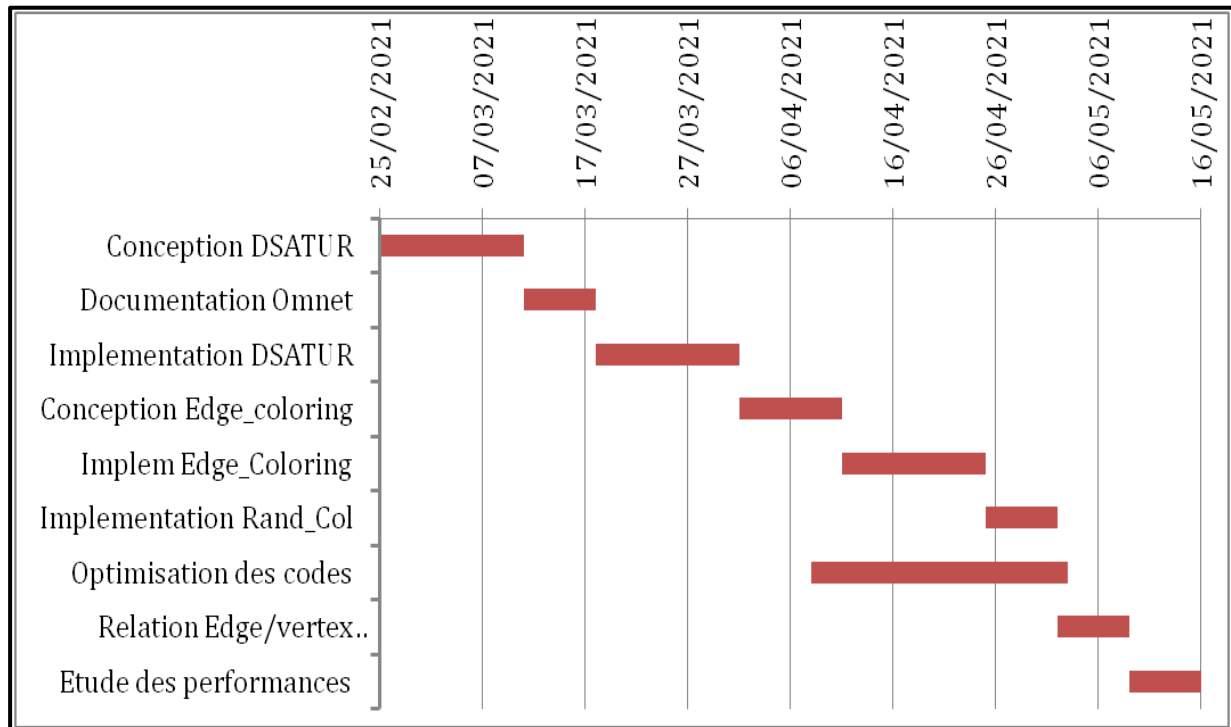 25/02/2021
07/03/2021
17/03/2021
27/03/2021
06/04/2021
16/04/2021
26/04/2021
06/05/2021
16/05/2021
Conception DSATUR
Documentation Omnet
Implementation DSATUR
Conception Edge_coloring
Implem Edge_Coloring
Implementation Rand_Col
Optimisation des codes
Relation Edge/vertex..
Etude des performances